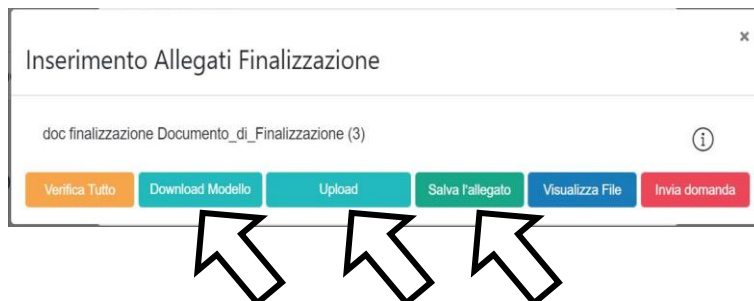 ×
Inserimento Allegati Finalizzazione
doc finalizzazione Documento_di_Finalizzazione (3)
i
Verifica Tutto Download Modello Upload Salva l'allegato Visualizza File Invia domanda